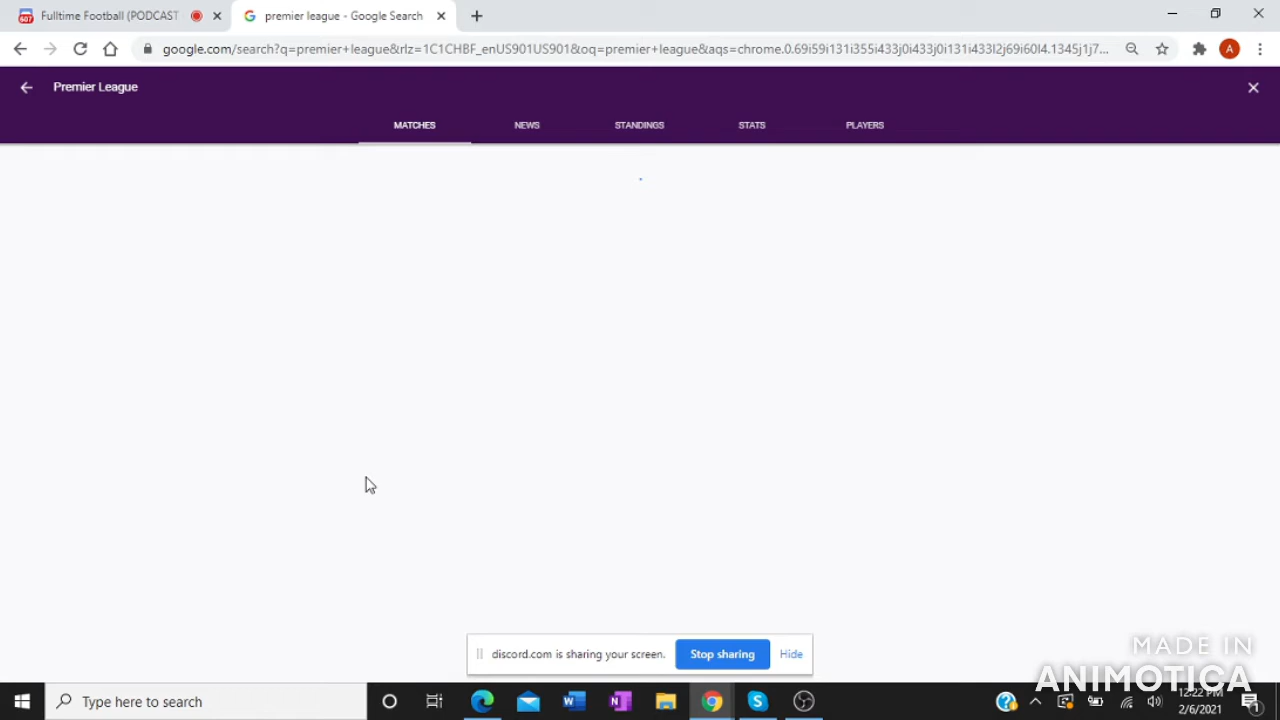 607
Fulltime Football (PODCAST
G
premier league - Google Search
google.com/search?q=premier+league&rlz=1C1CHBF_enUS901US901&oq=premier+league&aqs=chrome.0.69i59i131i355i433j0i433j0i131i433l2j69i60l4.1345j1j7...
A
Premier League
MATCHES
NEWS
STANDINGS
STATS
PLAYERS
discord.com is sharing your screen.
Stop sharing
Hide
MADE IN
ANIMOTICA
Type here to search
12:22 PM
2/6/2021